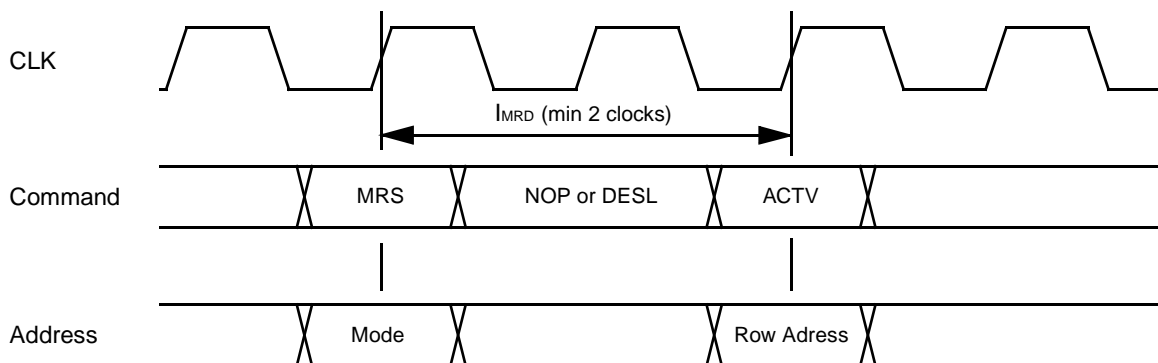 CLK
IMRD (min 2 clocks)
Command MRS NOP or DESL ACTV
Address Mode Row Adress